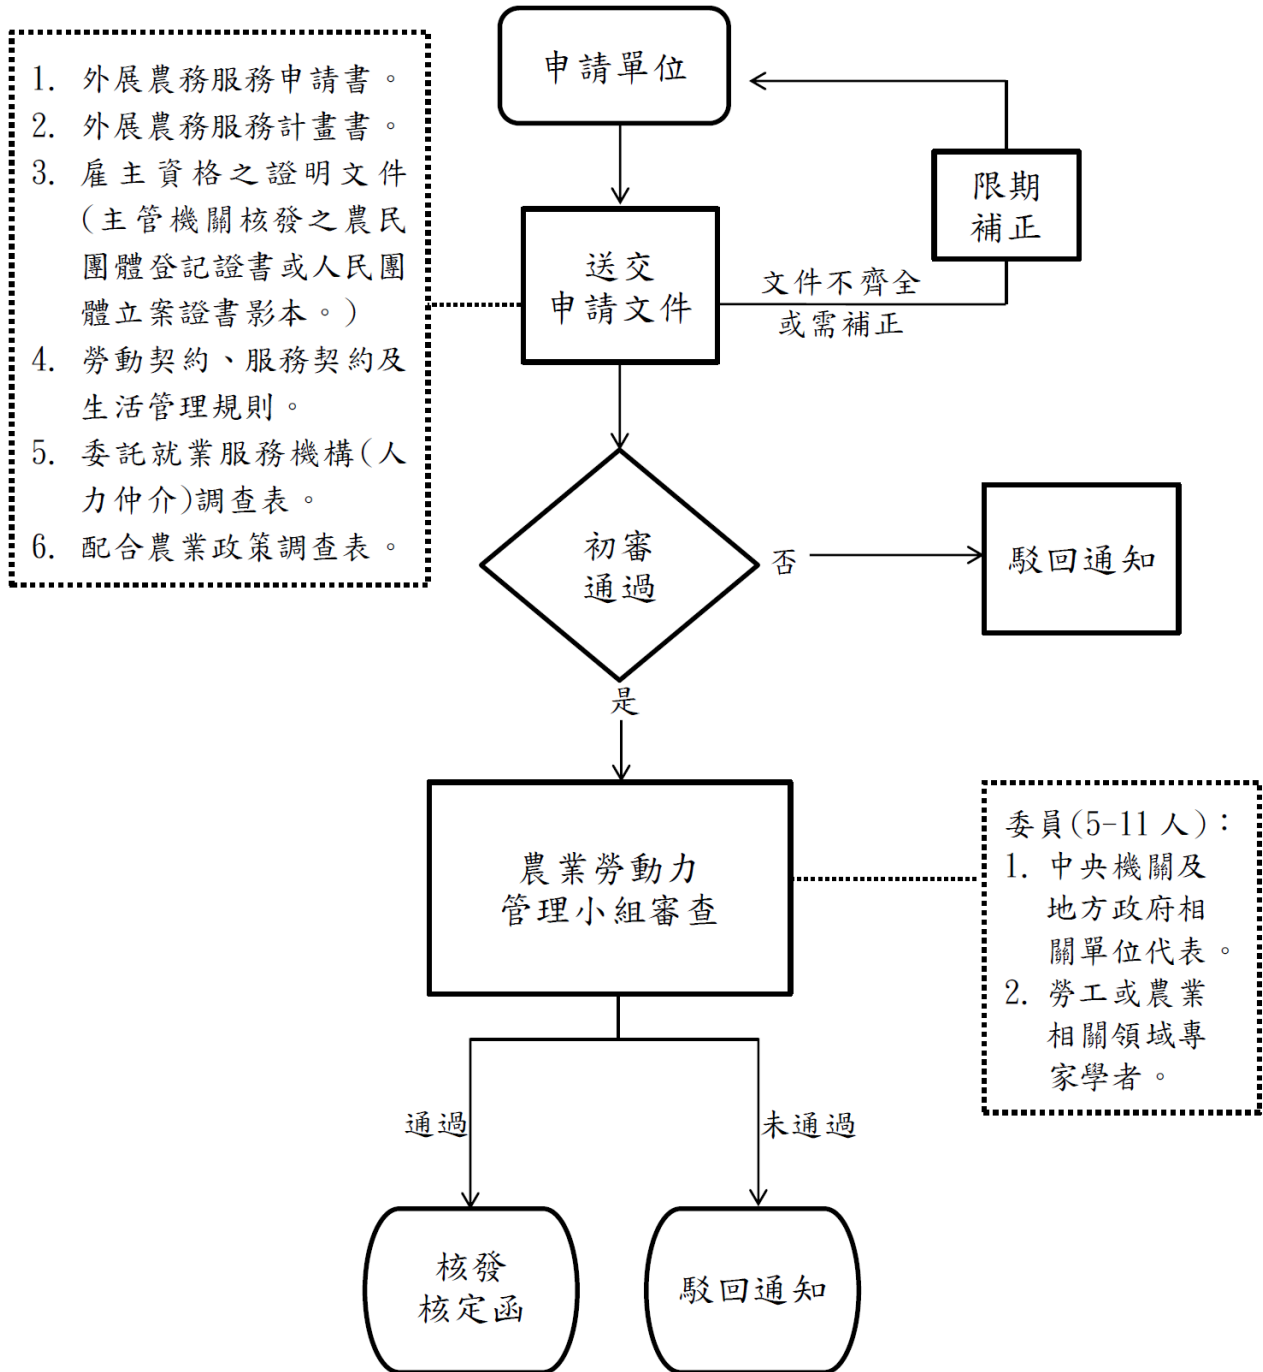 申請單位
1. 外展農務服務申請書。
2. 外展農務服務計畫書。
3. 雇主資格之證明文件
(主管機關核發之農民
團體登記證書或人民團
體立案證書影本。)
4. 勞動契約、服務契約及
生活管理規則。
5. 委託就業服務機構(人
力仲介)調查表。
6. 配合農業政策調查表。
限期
補正
送交
申請文件
文件不齊全
或需補正
初審
通過
否
駁回通知
是
農業勞動力
管理小組審查
委員(5-11 人)：
1. 中央機關及
地方政府相
關單位代表。
2. 勞工或農業
相關領域專
家學者。
通過
未通過
核發
核定函
駁回通知